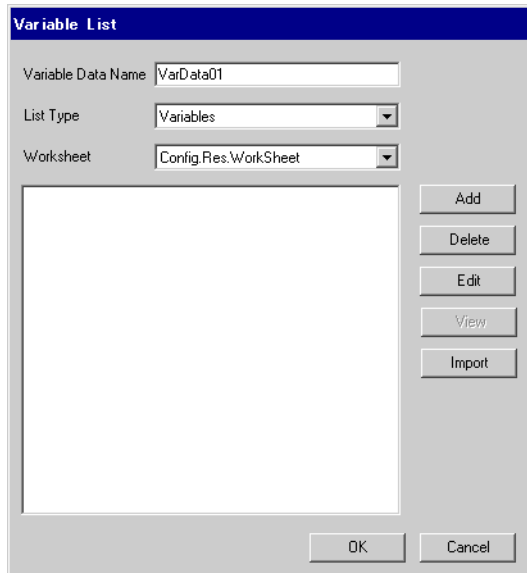 Variable List
Variable Data Name VarData01
List Type Variables
Worksheet Config.Res.WorkSheet
Add
Delete
Edit
View
Import
OK Cancel